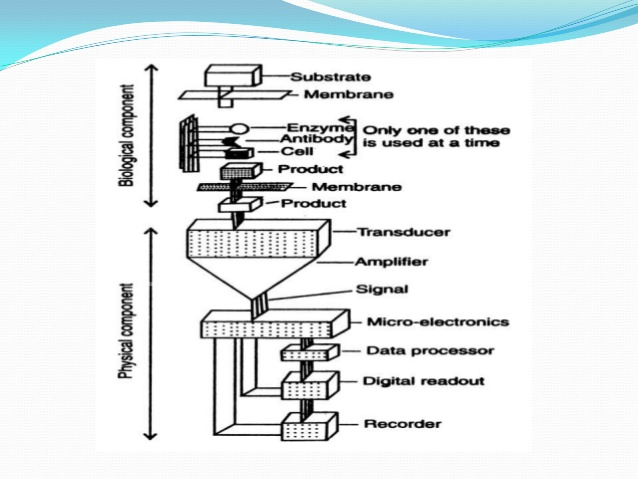 Substrate
Membrane
Enzyme
Antibody
Cell
Only one of these
is used at a time
Product
Membrane
Product
Biological component
Transducer
Amplifier
Signal
Micro-electronics
Data processor
Digital readout
Recorder
Physical component